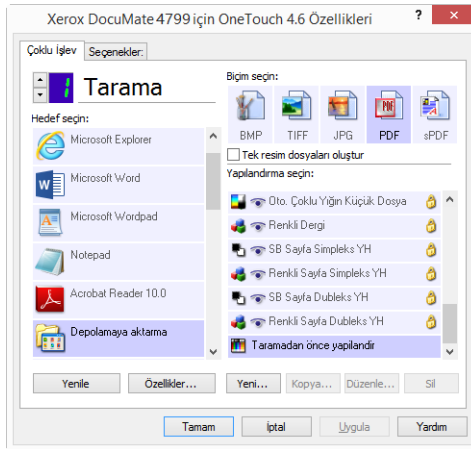 Xerox DocuMate 4799 için OneTouch 4.6 Özellikleri
Çoklu İşlev
Seçenekler:
1
Tarama
Hedef seçin:
Microsoft Explorer
Microsoft Word
Microsoft Wordpad
Notepad
Acrobat Reader 10.0
Depolamaya aktarma
Biçim seçin:
BMP TIFF JPG PDF sPDF
Tek resim dosyaları oluştur
Yapılandırma seçin:
Oto. Çoklu Yığın Küçük Dosya
Renkli Dergi
SB Sayfa Simpleks YH
Renkli Sayfa Simpleks YH
SB Sayfa Dubleks YH
Renkli Sayfa Dubleks YH
Taramadan önce yapilandir
Yenile Özellikler... Yeni... Kopya... Düzenle... Sil
Tamam İptal Uygula Yardım